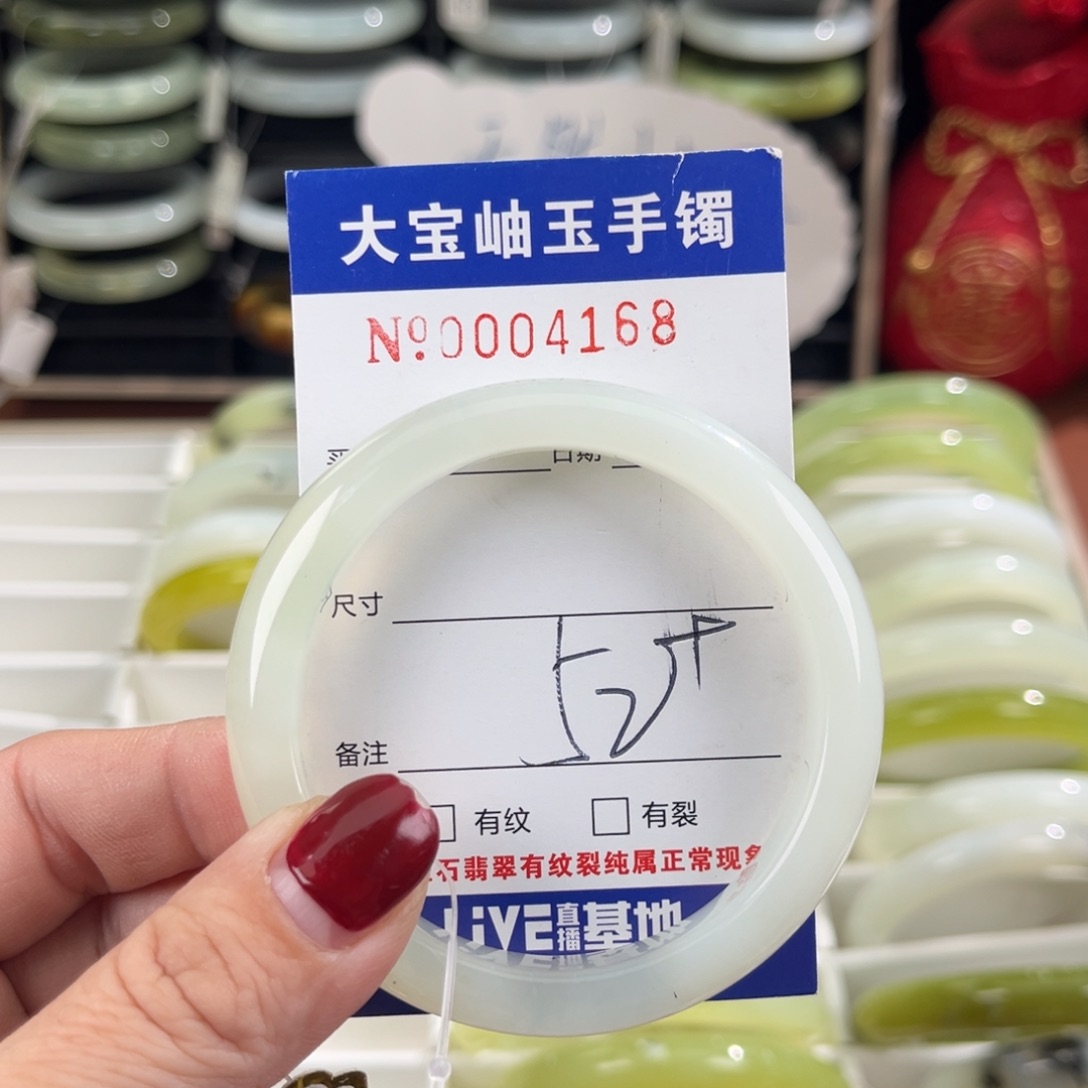 大宝岫玉手镯
№0004168
日期
尺寸
备注
有纹 有裂
石翡翠有纹裂纯属正常现象
LiVE直播基地